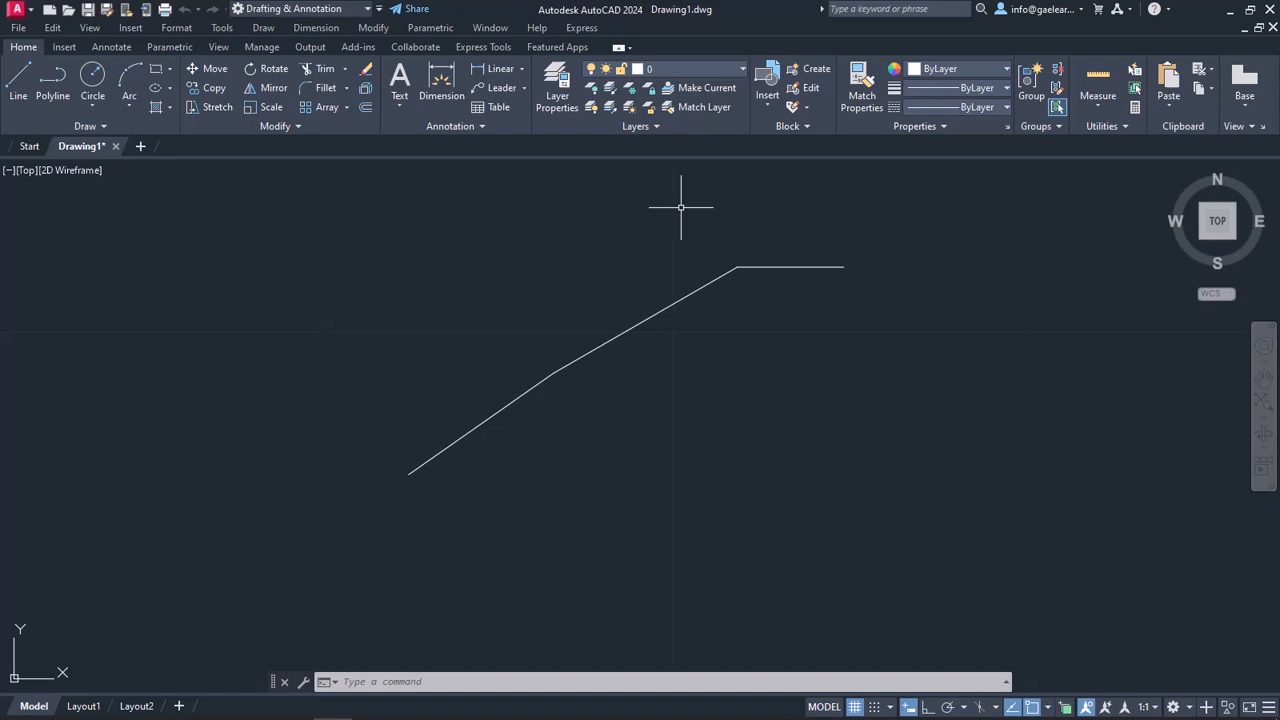 A Drafting & Annotation Share Autodesk AutoCAD 2024 Drawing1.dwg Type a keyword or phrase info@gaelear...
File Edit View Insert Format Tools Draw Dimension Modify Parametric Window Help Express
Home Insert Annotate Parametric View Manage Output Add-ins Collaborate Express Tools Featured Apps
Line Polyline Circle Arc
Draw
Move Rotate Trim
Copy Mirror Fillet
Stretch Scale Array
Modify
Text Dimension
Linear
Leader
Table
Annotation
Layer
Properties
0
Make Current
Match Layer
Layers
Insert
Create
Edit
Block
Match
Properties
ByLayer
ByLayer
ByLayer
Properties
Group
Groups
Measure
Utilities
Paste
Clipboard
Base
View
Start Drawing1*
[−][Top][2D Wireframe]
N
W TOP E
S
WCS
Y
X
Type a command
Model Layout1 Layout2 MODEL 1:1